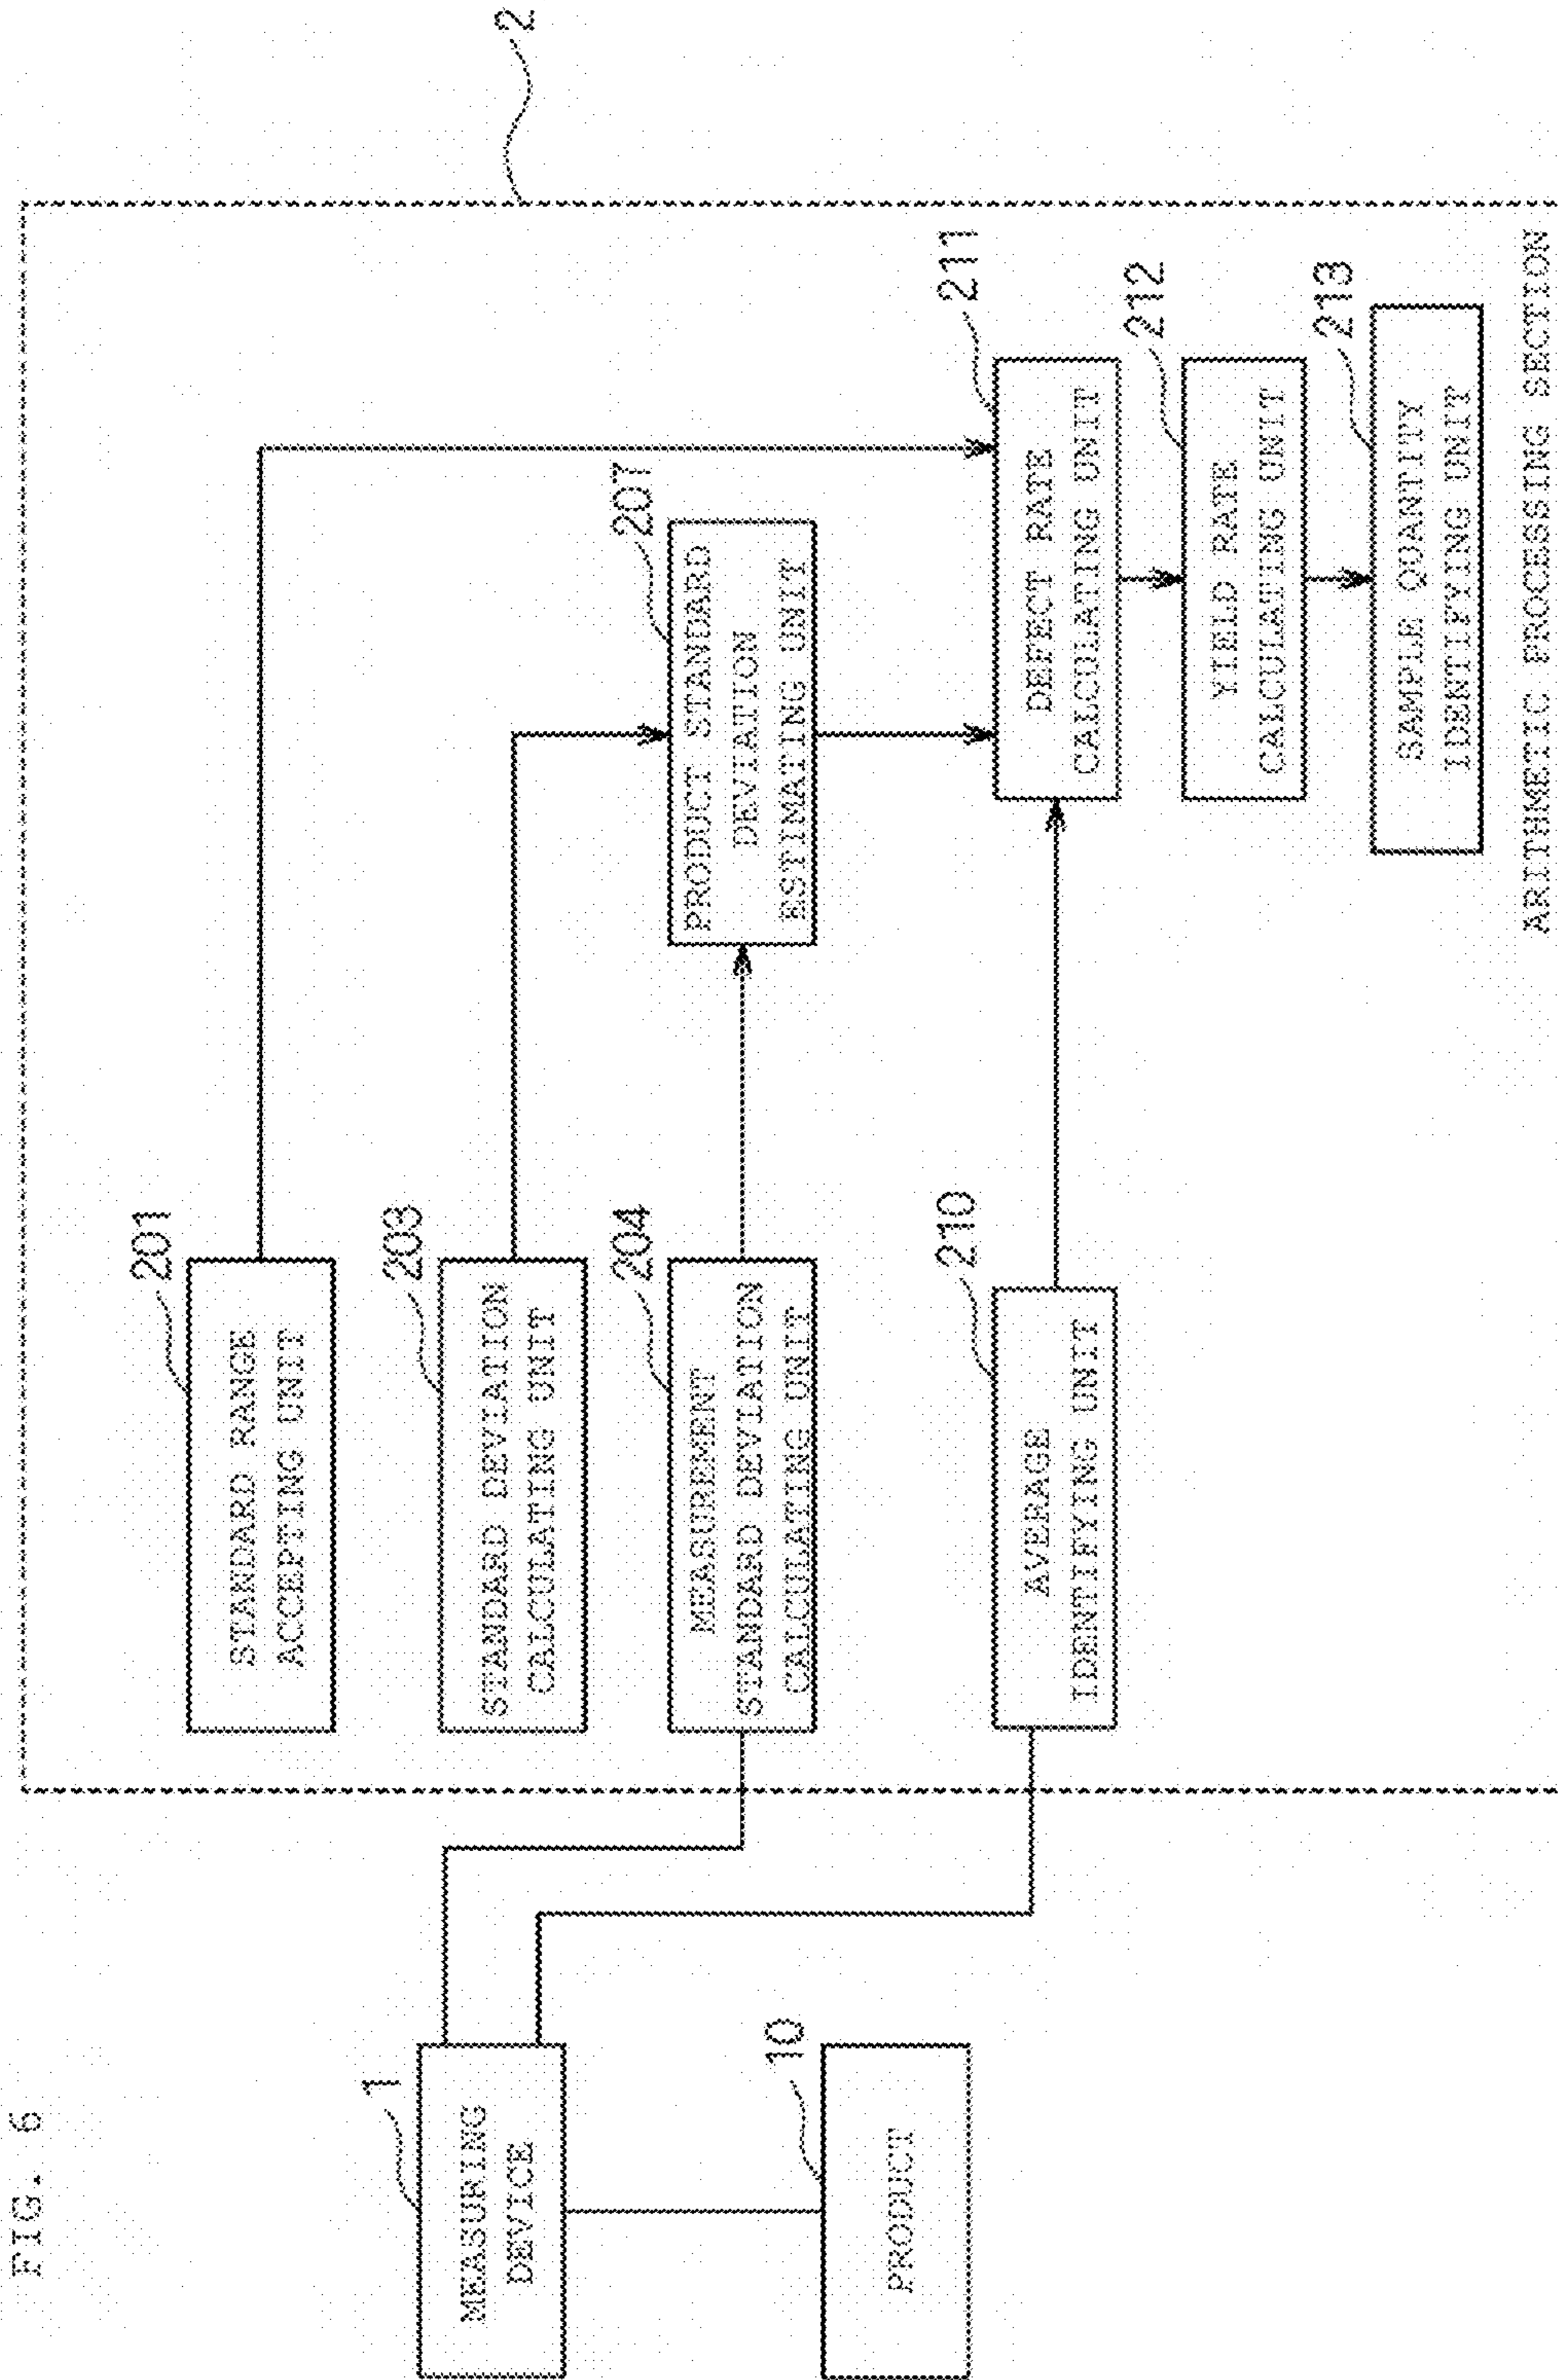 FIG. 6
1
MEASURING
DEVICE
10
PRODUCT
2
201
STANDARD RANGE
ACCEPTING UNIT
203
STANDARD DEVIATION
CALCULATING UNIT
204
MEASUREMENT
STANDARD DEVIATION
CALCULATING UNIT
207
PRODUCT STANDARD
DEVIATION
ESTIMATING UNIT
210
AVERAGE
IDENTIFYING UNIT
211
DEFECT RATE
CALCULATING UNIT
212
YIELD RATE
CALCULATING UNIT
213
SAMPLE QUANTITY
IDENTIFYING UNIT
ARITHMETIC PROCESSING SECTION